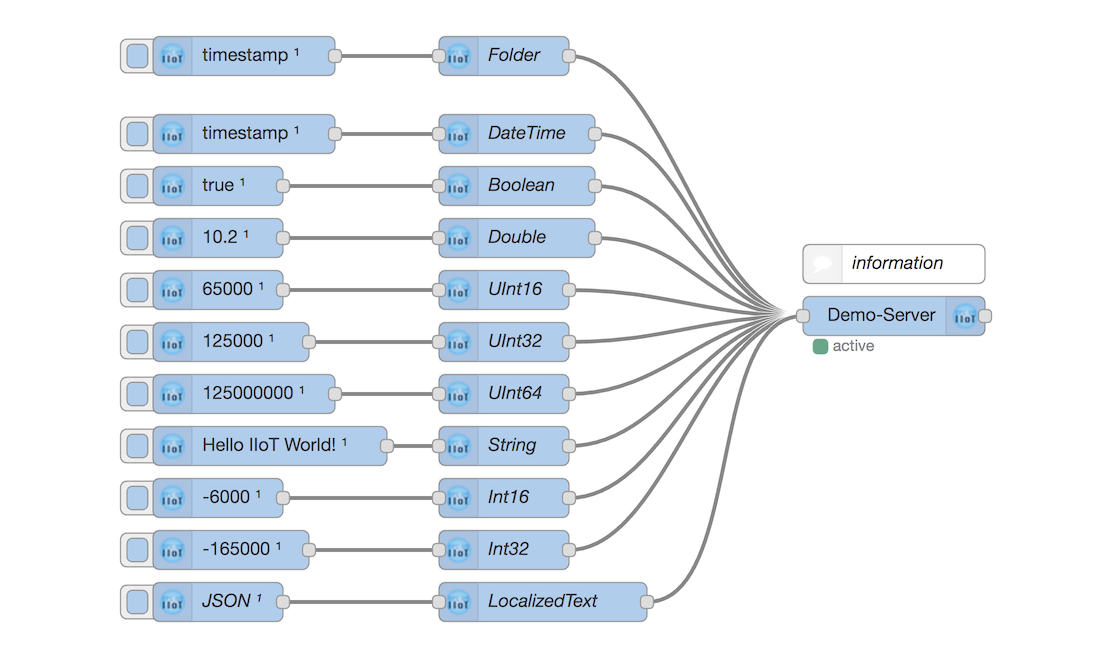 IIoT timestamp ¹ IIoT Folder
IIoT timestamp ¹ IIoT DateTime
IIoT true ¹ IIoT Boolean
IIoT 10.2 ¹ IIoT Double
information
IIoT 65000 ¹ IIoT UInt16
Demo-Server IIoT
IIoT 125000 ¹ IIoT UInt32
active
IIoT 125000000 ¹ IIoT UInt64
IIoT Hello IIoT World! ¹ IIoT String
IIoT -6000 ¹ IIoT Int16
IIoT -165000 ¹ IIoT Int32
IIoT JSON ¹ IIoT LocalizedText